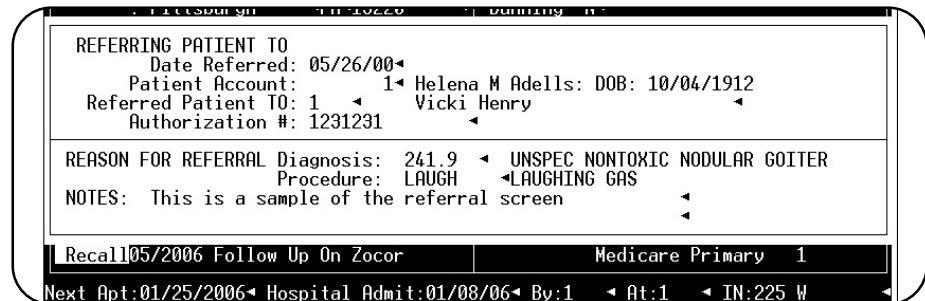 REFERRING PATIENT TO
Date Referred: 05/26/00
Patient Account: 1 Helena M Adells: DOB: 10/04/1912
Referred Patient TO: 1 Vicki Henry
Authorization #: 1231231
REASON FOR REFERRAL Diagnosis: 241.9 UNSPEC NONTOXIC NODULAR GOITER
Procedure: LAUGH LAUGHING GAS
NOTES: This is a sample of the referral screen
Recall 05/2006 Follow Up On Zocor Medicare Primary 1
Next Apt:01/25/2006 Hospital Admit:01/08/06 By:1 At:1 IN:225 W